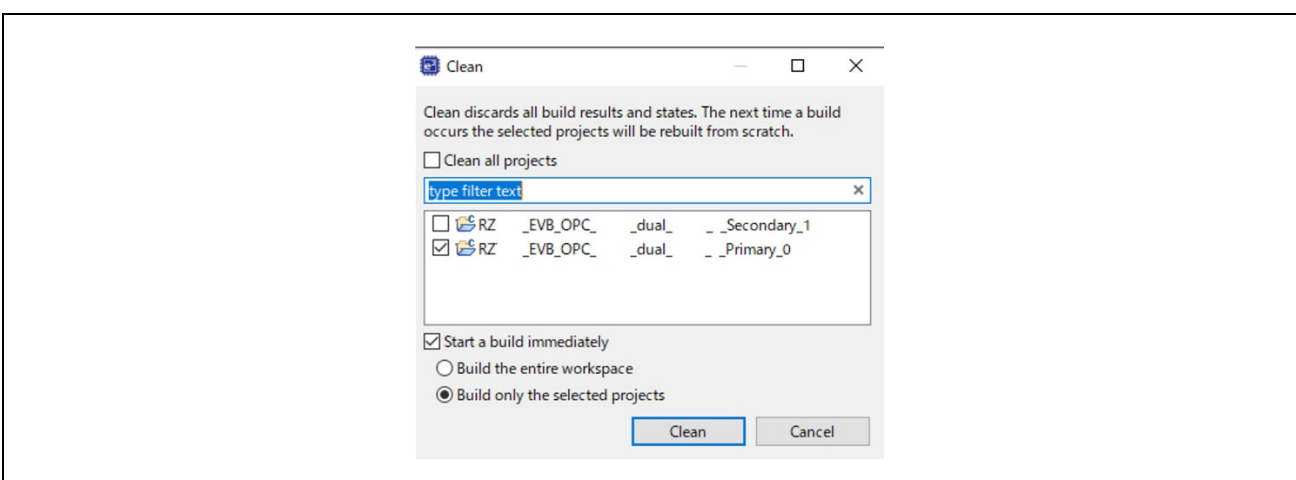 Clean
Clean discards all build results and states. The next time a build
occurs the selected projects will be rebuilt from scratch.
Clean all projects
type filter text
RZ _EVB_OPC_ _dual_ _ _Secondary_1
RZ _EVB_OPC_ _dual_ _ _Primary_0
Start a build immediately
Build the entire workspace
Build only the selected projects
Clean Cancel